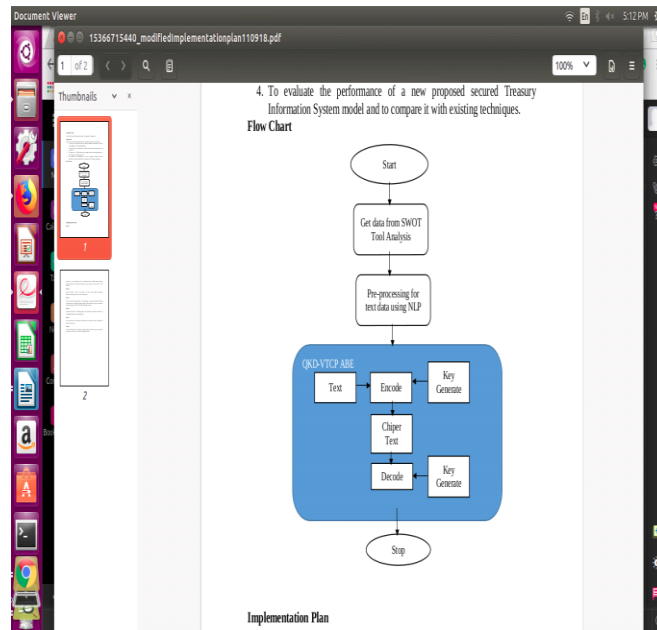 Document Viewer
En
5:12 PM
15366715440_modifiedimplementationplan110918.pdf
1 of 2
100%
Thumbnails
1
2
4. To evaluate the performance of a new proposed secured Treasury
Information System model and to compare it with existing techniques.
Flow Chart
Start
Get data from SWOT
Tool Analysis
Pre-processing for
text data using NLP
QKD-VTCP ABE
Text
Encode
Key
Generate
Chiper
Text
Decode
Key
Generate
Stop
Implementation Plan